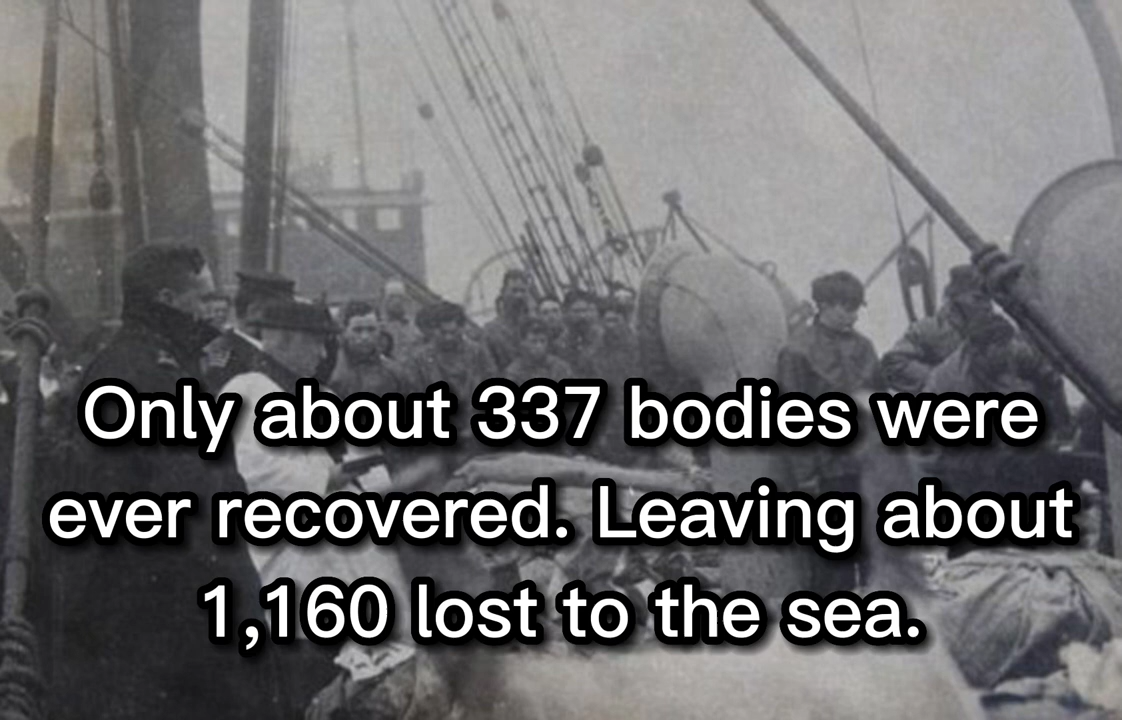 Only about 337 bodies were
ever recovered. Leaving about
1,160 lost to the sea.